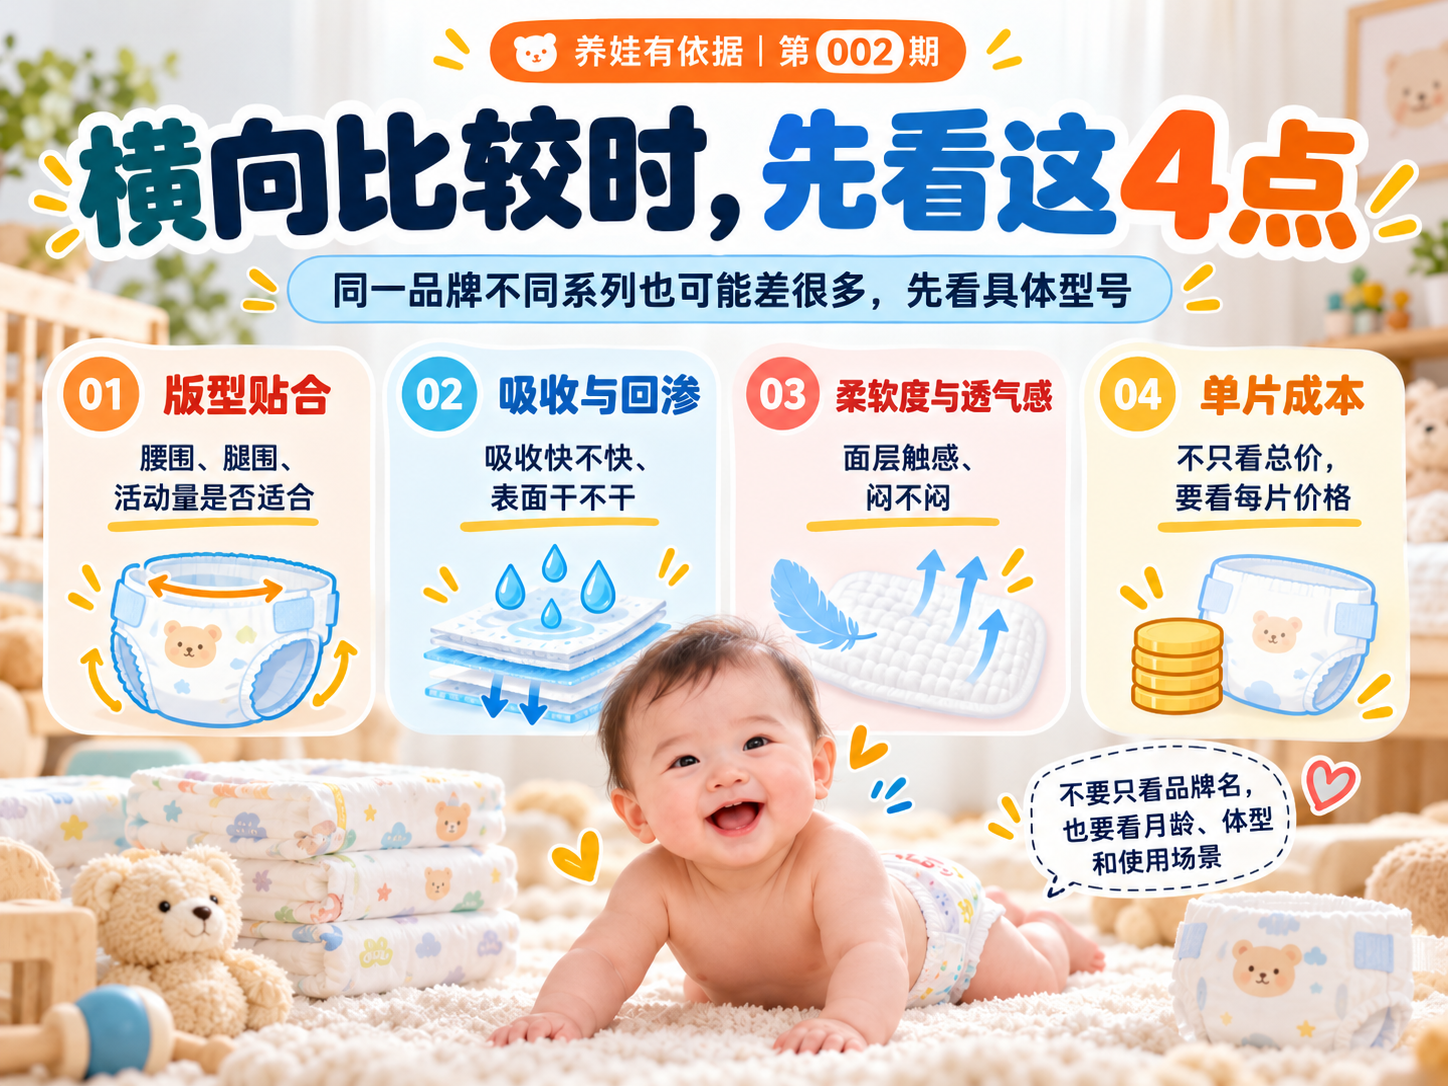 养娃有依据｜第002期
横向比较时，先看这4点
同一品牌不同系列也可能差很多，先看具体型号
01 版型贴合
腰围、腿围、
活动量是否适合
02 吸收与回渗
吸收快不快、
表面干不干
03 柔软度与透气感
面层触感、
闷不闷
04 单片成本
不只看总价，
要看每片价格
不要只看品牌名，
也要看月龄、体型
和使用场景